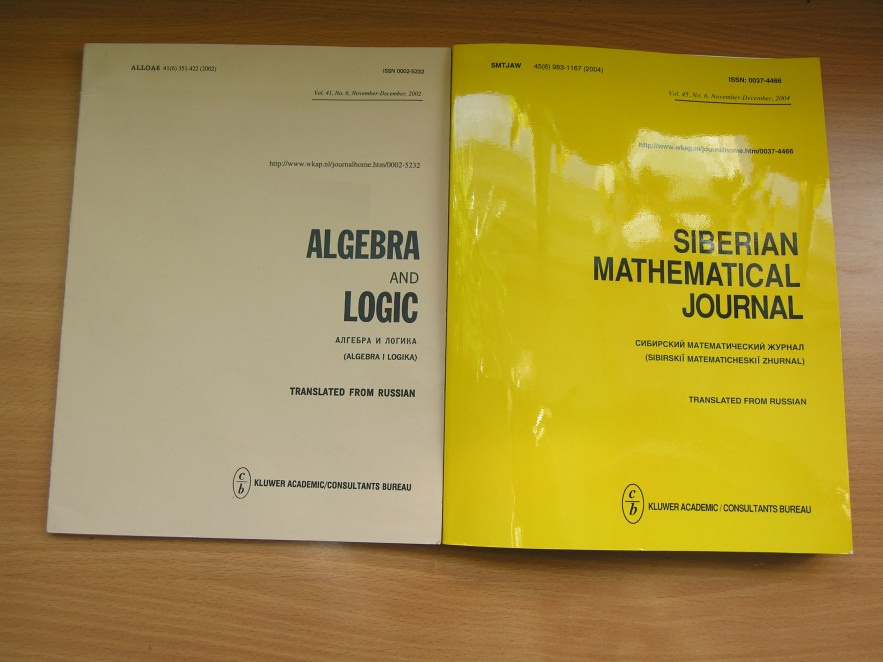 ALLOA6 41(6) 351-422 (2002)
ISSN 0002-5232
Vol. 41, No. 6, November-December, 2002
http://www.wkap.nl/journalhome.htm/0002-5232
ALGEBRA
AND
LOGIC
АЛГЕБРА И ЛОГИКА
(ALGEBRA I LOGIKA)
TRANSLATED FROM RUSSIAN
c/b
KLUWER ACADEMIC/CONSULTANTS BUREAU
SMTJAW 45(6) 983-1167 (2004)
ISSN: 0037-4466
Vol. 45, No. 6, November-December, 2004
http://www.wkap.nl/journalhome.htm/0037-4466
SIBERIAN
MATHEMATICAL
JOURNAL
СИБИРСКИЙ МАТЕМАТИЧЕСКИЙ ЖУРНАЛ
(SIBIRSKIĬ MATEMATICHESKIĬ ZHURNAL)
TRANSLATED FROM RUSSIAN
c/b
KLUWER ACADEMIC/CONSULTANTS BUREAU